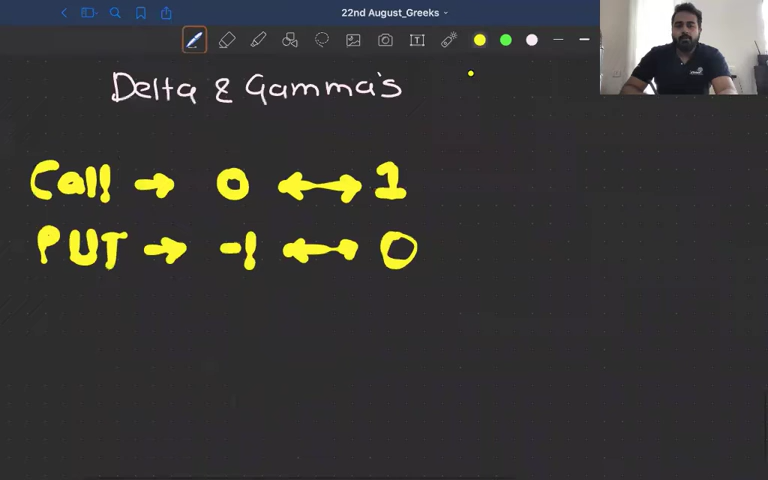 22nd August_Greeks
Delta & Gamma's
Call → 0 ↔ 1
PUT → -1 ↔ 0